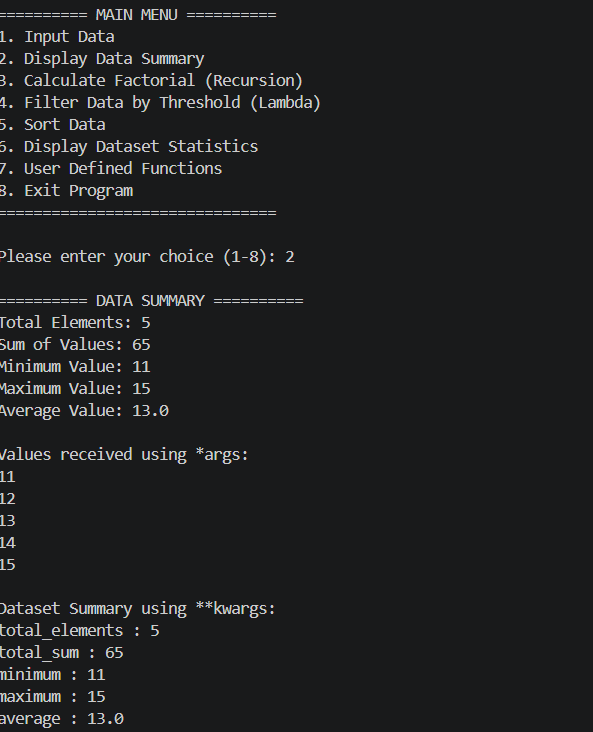 ========== MAIN MENU ==========
1. Input Data
2. Display Data Summary
3. Calculate Factorial (Recursion)
4. Filter Data by Threshold (Lambda)
5. Sort Data
6. Display Dataset Statistics
7. User Defined Functions
8. Exit Program
===============================
Please enter your choice (1-8): 2
========== DATA SUMMARY ==========
Total Elements: 5
Sum of Values: 65
Minimum Value: 11
Maximum Value: 15
Average Value: 13.0
Values received using *args:
11
12
13
14
15
Dataset Summary using **kwargs:
total_elements : 5
total_sum : 65
minimum : 11
maximum : 15
average : 13.0